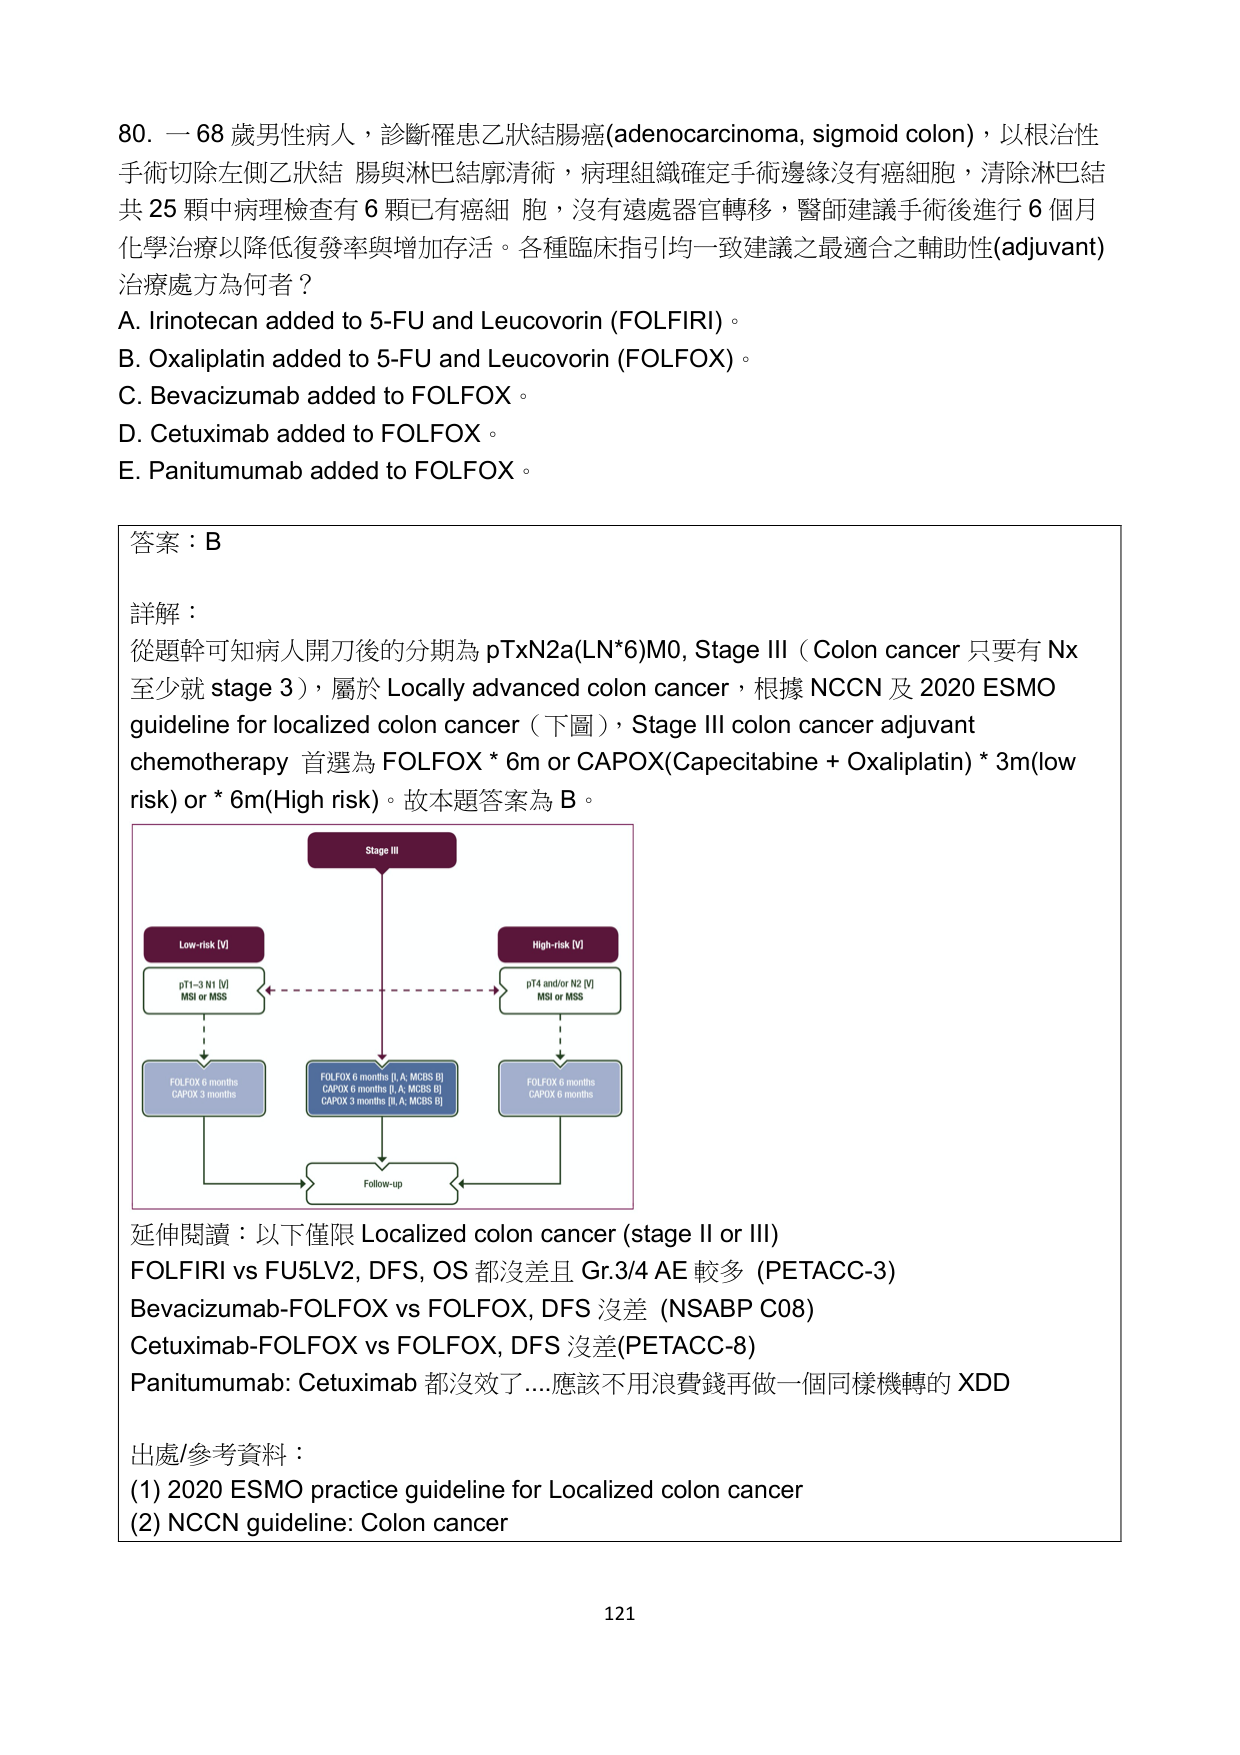 80. 一 68 歲男性病人，診斷罹患乙狀結腸癌(adenocarcinoma, sigmoid colon)，以根治性
手術切除左側乙狀結 腸與淋巴結廓清術，病理組織確定手術邊緣沒有癌細胞，清除淋巴結
共 25 顆中病理檢查有 6 顆已有癌細 胞，沒有遠處器官轉移，醫師建議手術後進行 6 個月
化學治療以降低復發率與增加存活。各種臨床指引均一致建議之最適合之輔助性(adjuvant)
治療處方為何者？
A. Irinotecan added to 5-FU and Leucovorin (FOLFIRI)。
B. Oxaliplatin added to 5-FU and Leucovorin (FOLFOX)。
C. Bevacizumab added to FOLFOX。
D. Cetuximab added to FOLFOX。
E. Panitumumab added to FOLFOX。
答案：B
詳解：
從題幹可知病人開刀後的分期為 pTxN2a(LN*6)M0, Stage III（Colon cancer 只要有 Nx
至少就 stage 3），屬於 Locally advanced colon cancer，根據 NCCN 及 2020 ESMO
guideline for localized colon cancer（下圖），Stage III colon cancer adjuvant
chemotherapy 首選為 FOLFOX * 6m or CAPOX(Capecitabine + Oxaliplatin) * 3m(low
risk) or * 6m(High risk)。故本題答案為 B。
Stage III
Low-risk [V]
High-risk [V]
pT1–3 N1 [V]
MSI or MSS
pT4 and/or N2 [V]
MSI or MSS
FOLFOX 6 months
CAPOX 3 months
FOLFOX 6 months [I, A; MCBS B]
CAPOX 6 months [I, A; MCBS B]
CAPOX 3 months [II, A; MCBS B]
FOLFOX 6 months
CAPOX 6 months
Follow-up
延伸閱讀：以下僅限 Localized colon cancer (stage II or III)
FOLFIRI vs FU5LV2, DFS, OS 都沒差且 Gr.3/4 AE 較多 (PETACC-3)
Bevacizumab-FOLFOX vs FOLFOX, DFS 沒差 (NSABP C08)
Cetuximab-FOLFOX vs FOLFOX, DFS 沒差(PETACC-8)
Panitumumab: Cetuximab 都沒效了....應該不用浪費錢再做一個同樣機轉的 XDD
出處/參考資料：
(1) 2020 ESMO practice guideline for Localized colon cancer
(2) NCCN guideline: Colon cancer
121